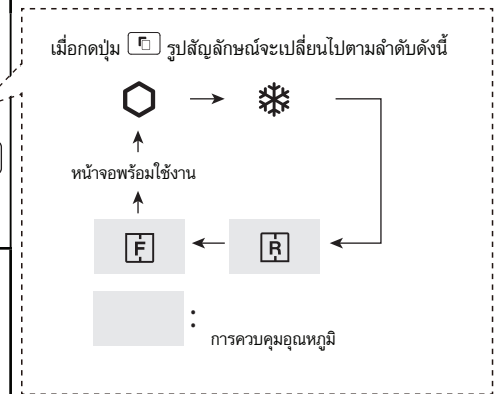 เมื่อกดปุ่ม รูปสัญลักษณ์จะเปลี่ยนไปตามลำดับดังนี้
หน้าจอพร้อมใช้งาน
F R
:
การควบคุมอุณหภูมิ